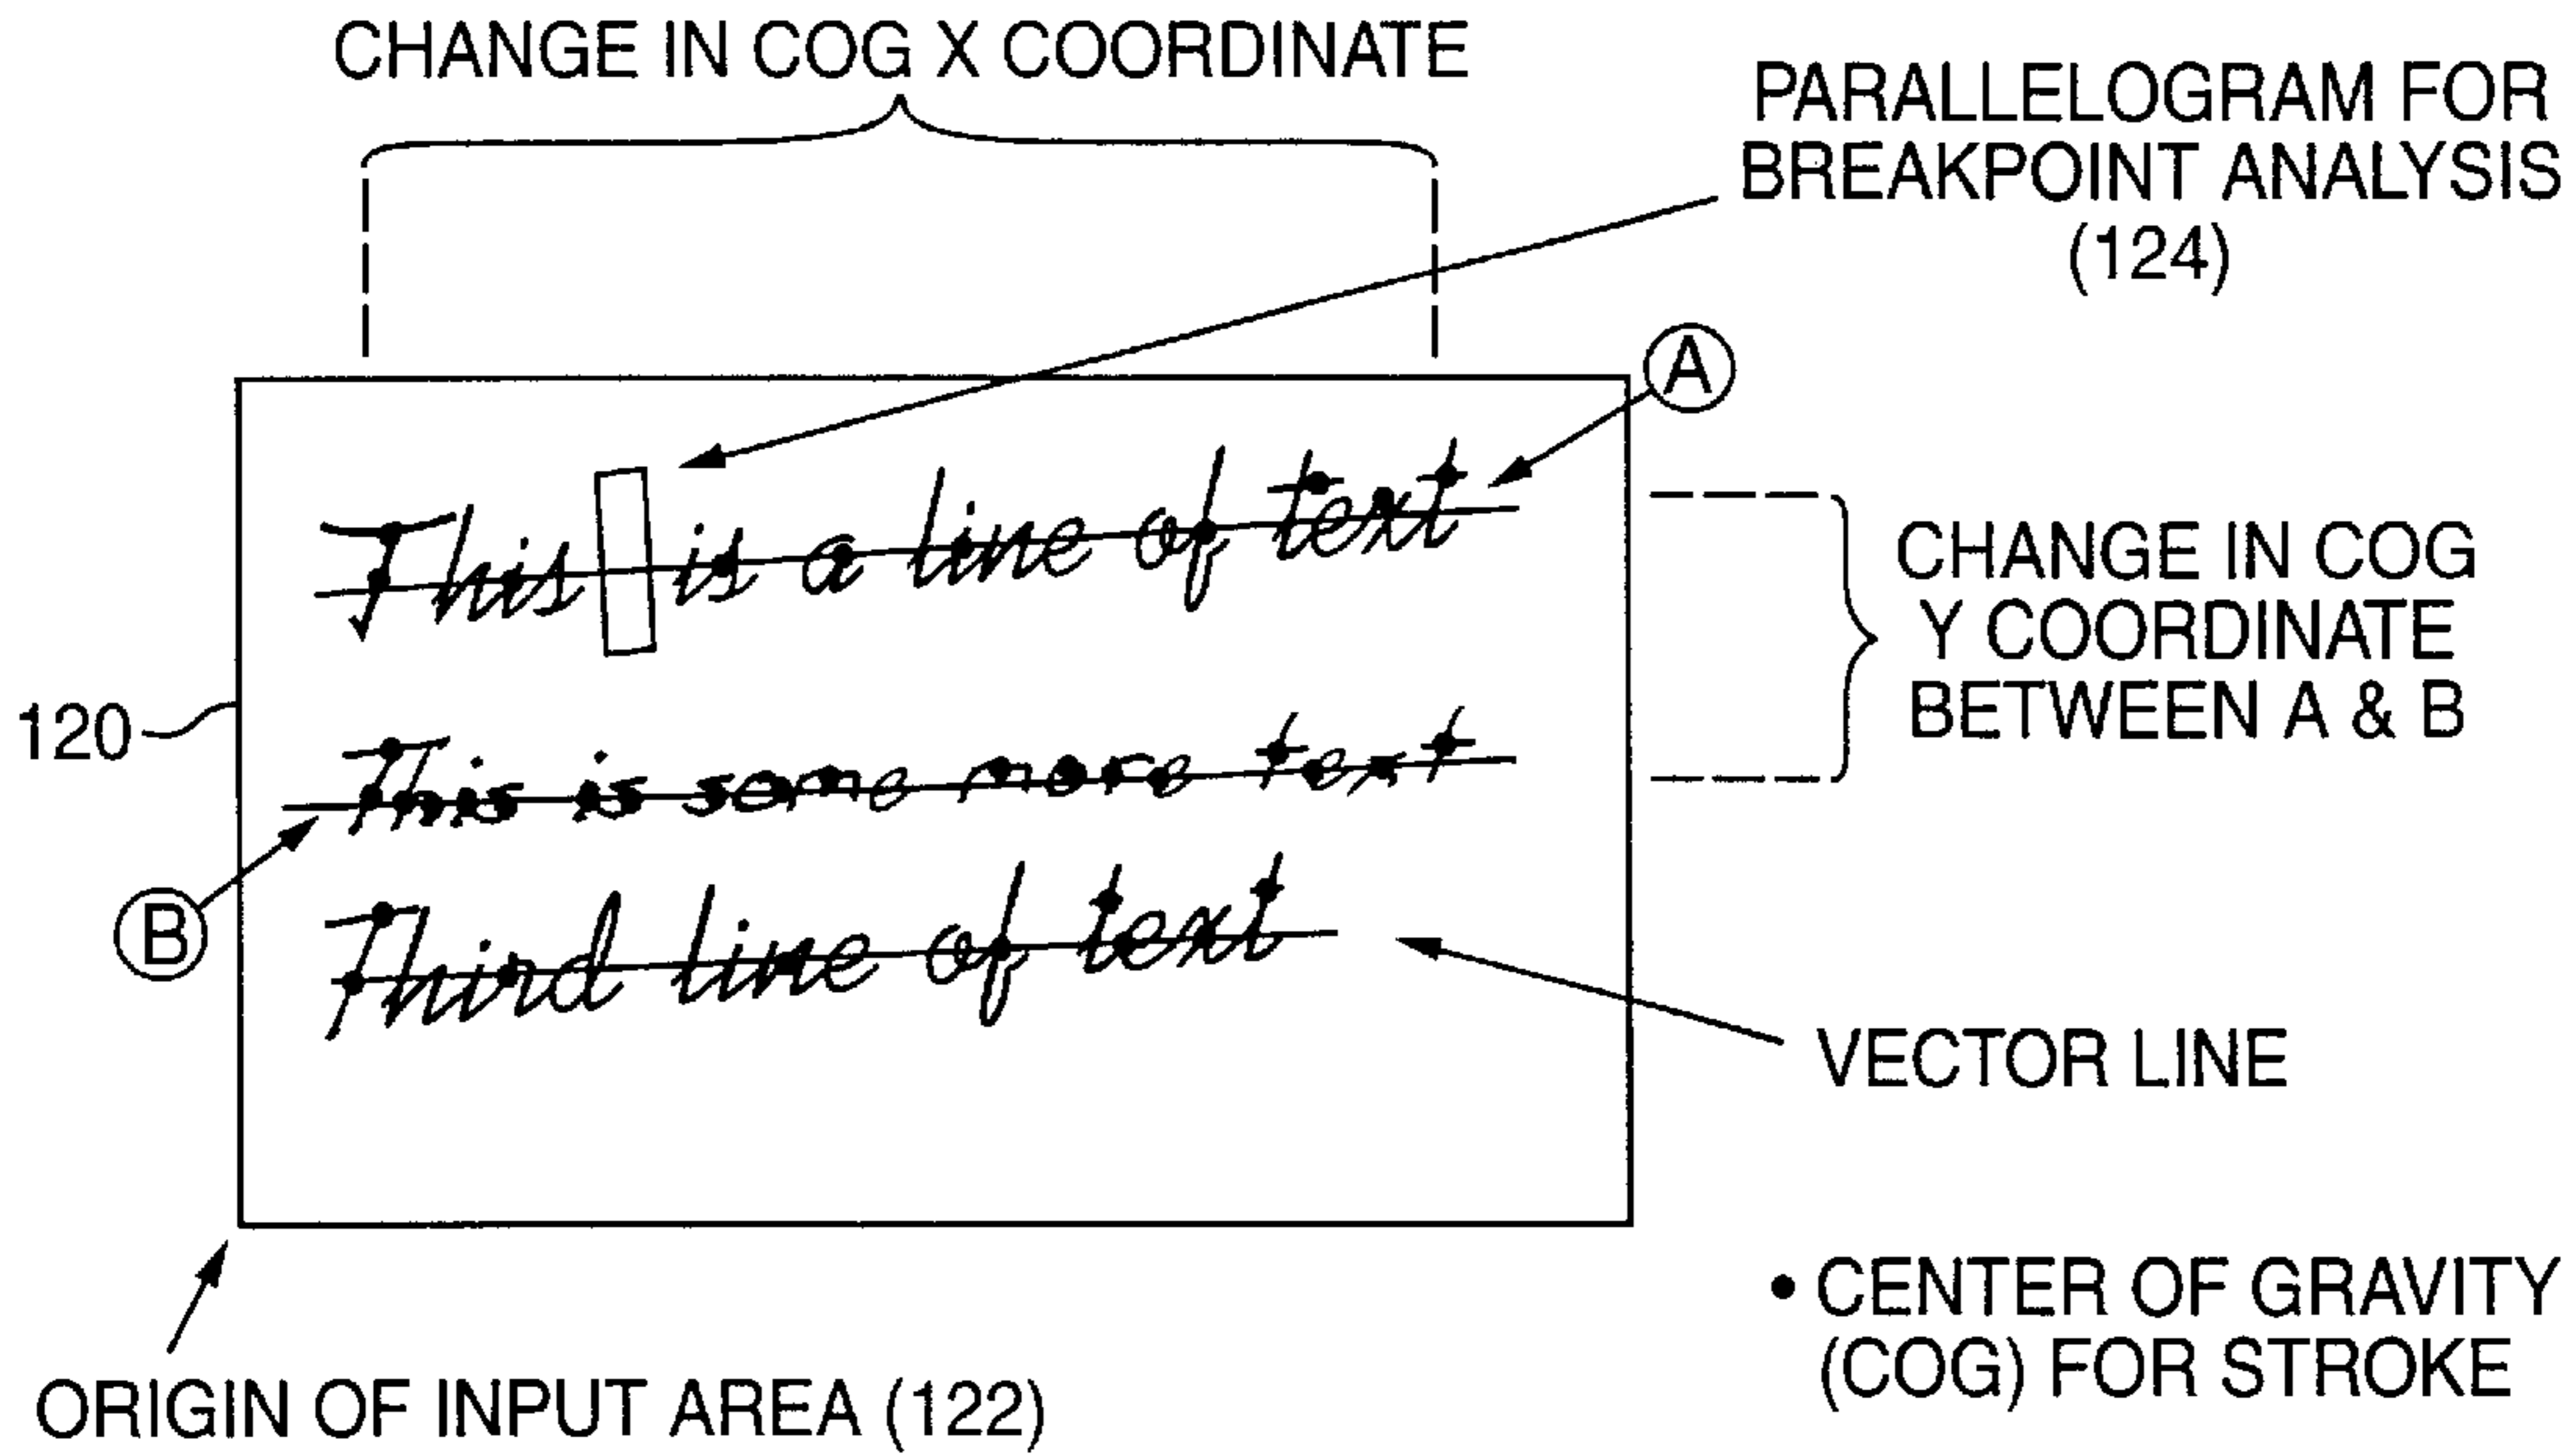 CHANGE IN COG X COORDINATE
PARALLELOGRAM FOR
BREAKPOINT ANALYSIS
(124)
A
This is a line of text
CHANGE IN COG
Y COORDINATE
BETWEEN A & B
120
This is some more text
B
Third line of text
VECTOR LINE
• CENTER OF GRAVITY
(COG) FOR STROKE
ORIGIN OF INPUT AREA (122)